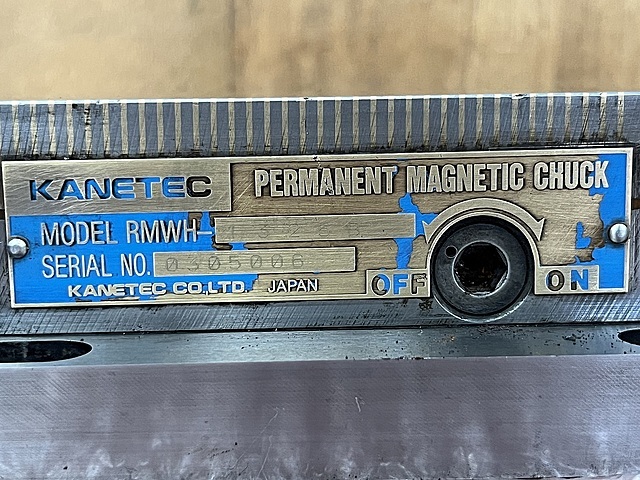 KANETEC
PERMANENT MAGNETIC CHUCK
MODEL RMWH-
SERIAL NO. 0305006
KANETEC CO.,LTD. JAPAN
OFF
ON